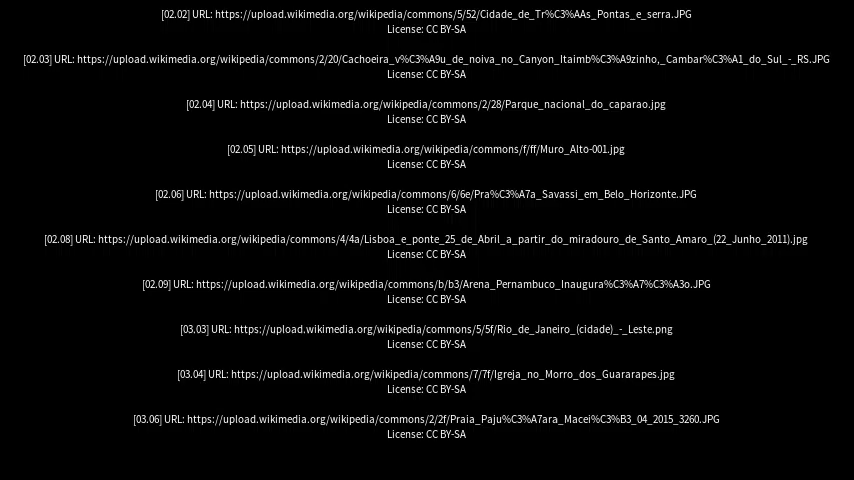 [02.02] URL: https://upload.wikimedia.org/wikipedia/commons/5/52/Cidade_de_Tr%C3%AAs_Pontas_e_serra.JPG
License: CC BY-SA
[02.03] URL: https://upload.wikimedia.org/wikipedia/commons/2/20/Cachoeira_v%C3%A9u_de_noiva_no_Canyon_Itaimb%C3%A9zinho,_Cambar%C3%A1_do_Sul_-_RS.JPG
License: CC BY-SA
[02.04] URL: https://upload.wikimedia.org/wikipedia/commons/2/28/Parque_nacional_do_caparao.jpg
License: CC BY-SA
[02.05] URL: https://upload.wikimedia.org/wikipedia/commons/f/ff/Muro_Alto-001.jpg
License: CC BY-SA
[02.06] URL: https://upload.wikimedia.org/wikipedia/commons/6/6e/Pra%C3%A7a_Savassi_em_Belo_Horizonte.JPG
License: CC BY-SA
[02.08] URL: https://upload.wikimedia.org/wikipedia/commons/4/4a/Lisboa_e_ponte_25_de_Abril_a_partir_do_miradouro_de_Santo_Amaro_(22_Junho_2011).jpg
License: CC BY-SA
[02.09] URL: https://upload.wikimedia.org/wikipedia/commons/b/b3/Arena_Pernambuco_Inaugura%C3%A7%C3%A3o.JPG
License: CC BY-SA
[03.03] URL: https://upload.wikimedia.org/wikipedia/commons/5/5f/Rio_de_Janeiro_(cidade)_-_Leste.png
License: CC BY-SA
[03.04] URL: https://upload.wikimedia.org/wikipedia/commons/7/7f/Igreja_no_Morro_dos_Guararapes.jpg
License: CC BY-SA
[03.06] URL: https://upload.wikimedia.org/wikipedia/commons/2/2f/Praia_Paju%C3%A7ara_Macei%C3%B3_04_2015_3260.JPG
License: CC BY-SA